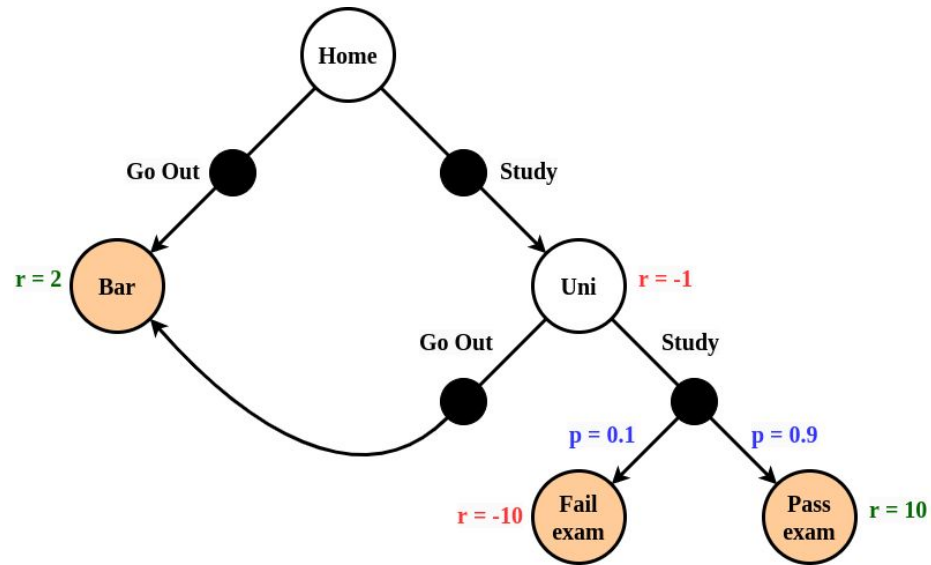 Home
Go Out
Study
r = 2
Bar
Uni
r = -1
Go Out
Study
p = 0.1
p = 0.9
r = -10
Fail
exam
Pass
exam
r = 10